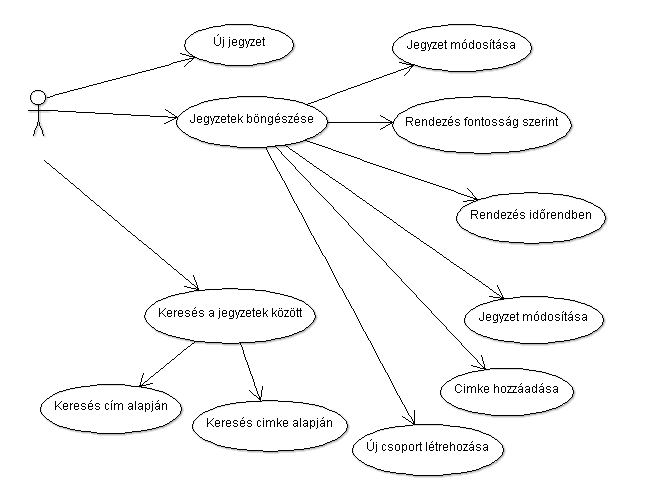 Új jegyzet
Jegyzet módosítása
Jegyzetek böngészése
Rendezés fontosság szerint
Rendezés időrendben
Keresés a jegyzetek között
Jegyzet módosítása
Cimke hozzáadása
Keresés cím alapján
Keresés cimke alapján
Új csoport létrehozása